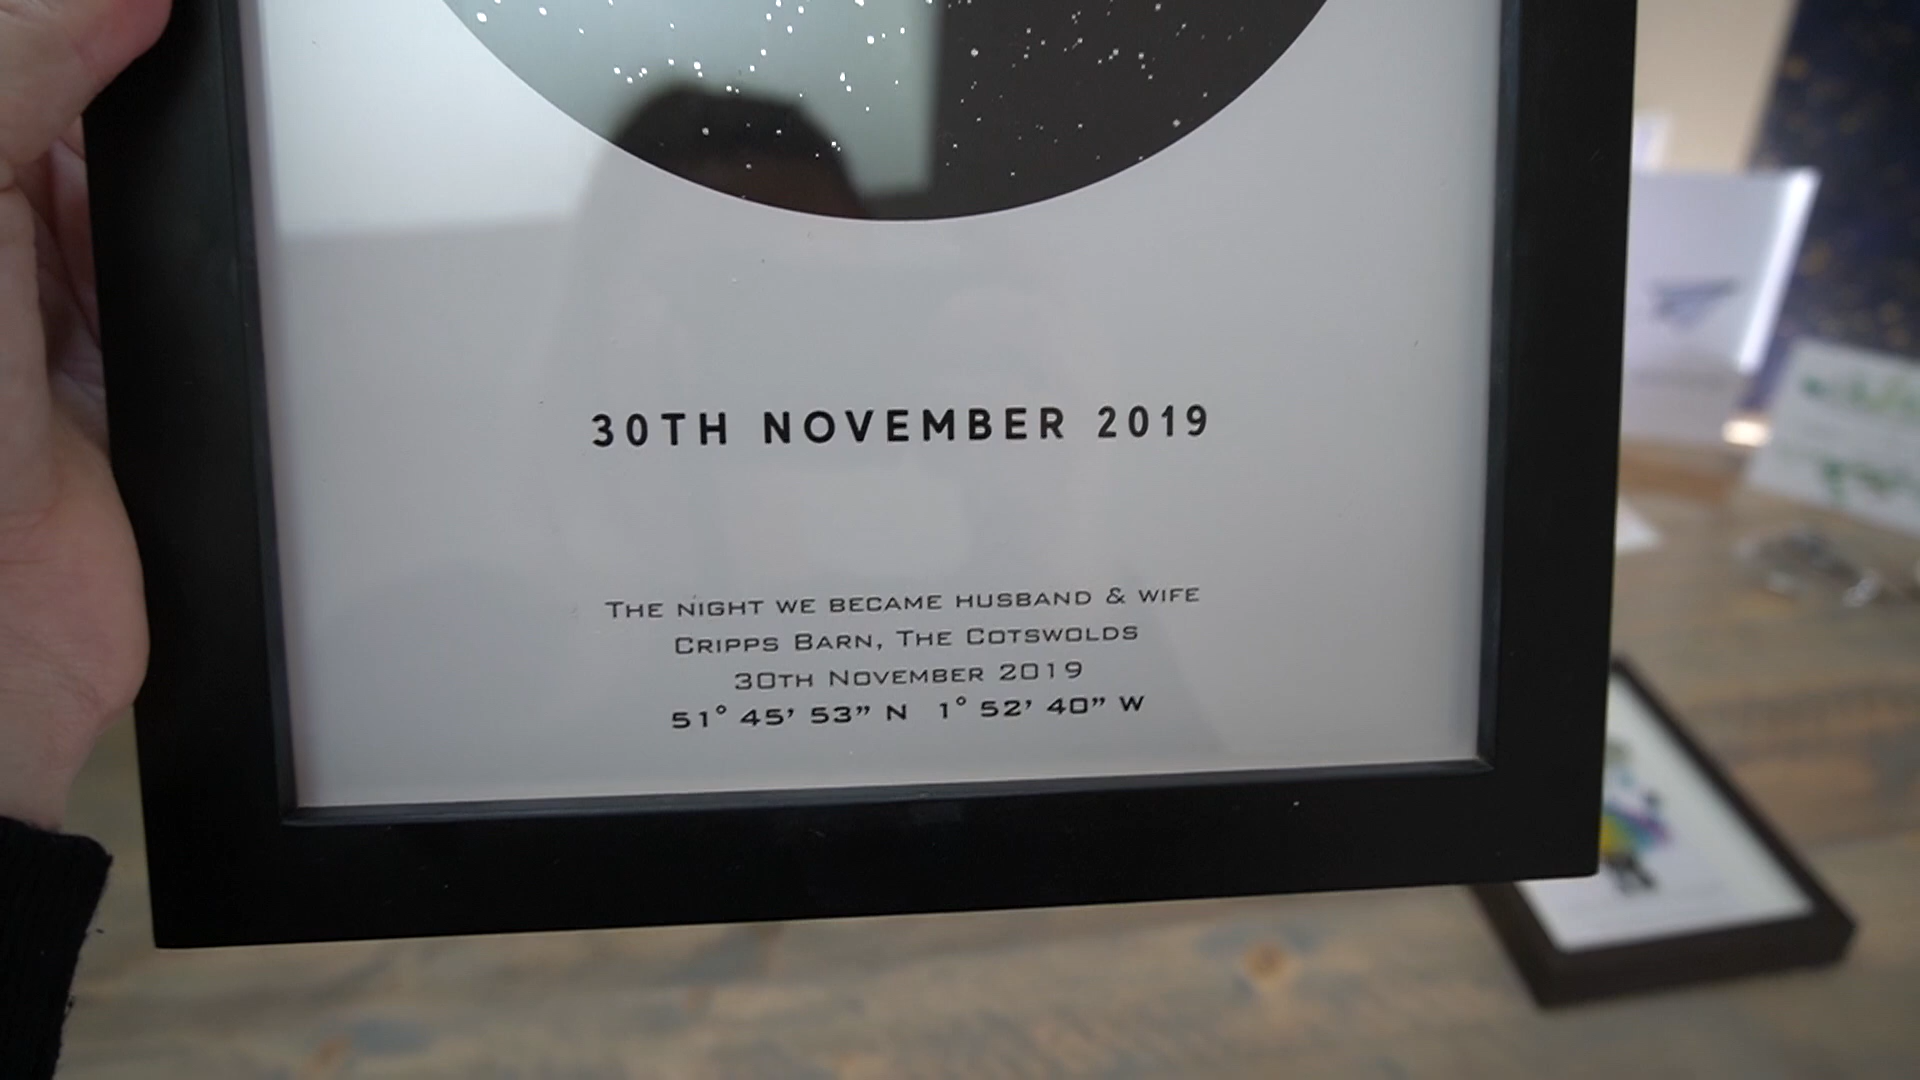 30TH NOVEMBER 2019
The night we became husband & wife
Cripps Barn, The Cotswolds
30th November 2019
51° 45’ 53” N 1° 52’ 40” W